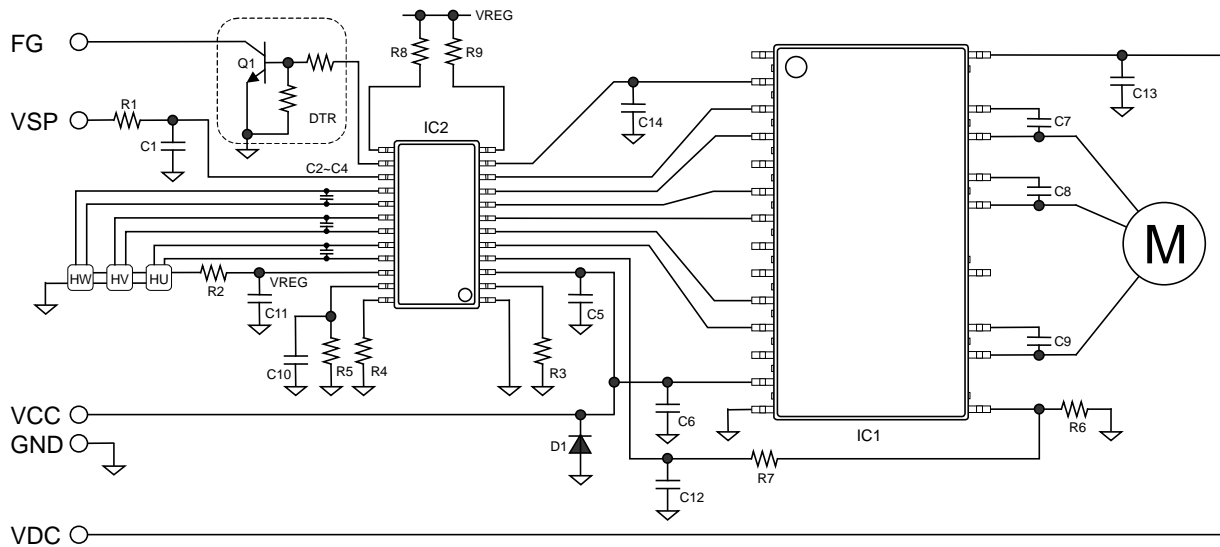 VREG
FG
R8
R9
Q1
C13
VSP
R1
DTR
IC2
C14
C7
C1
C2~C4
C8
M
HW
HV
HU
R2
VREG
C11
C5
C9
C10
R5
R4
R3
VCC
C6
R6
IC1
GND
D1
R7
C12
VDC